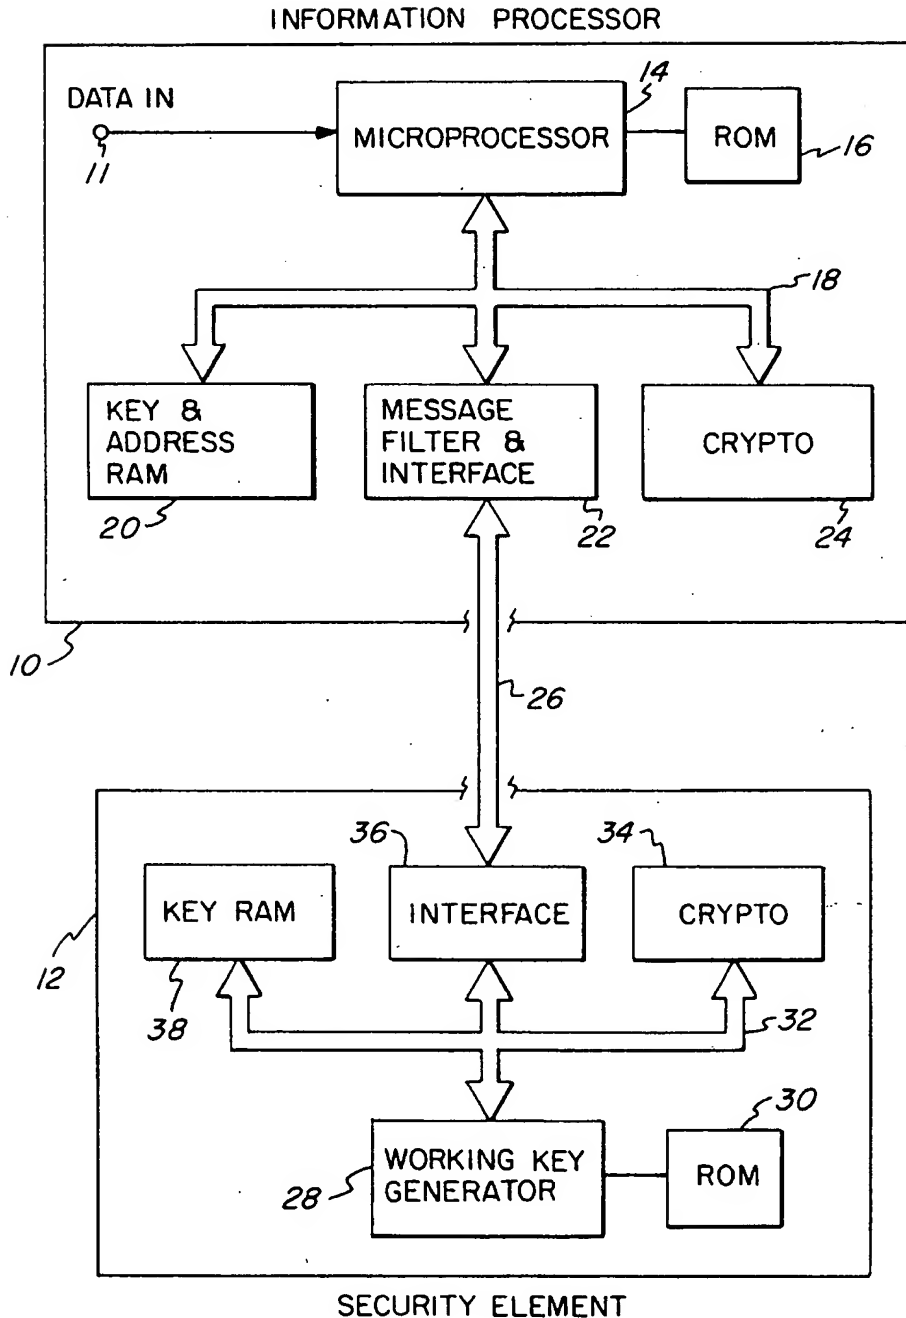 INFORMATION PROCESSOR
DATA IN
11
MICROPROCESSOR
14
ROM
16
18
KEY &
ADDRESS
RAM
20
MESSAGE
FILTER &
INTERFACE
22
CRYPTO
24
10
26
12
KEY RAM
38
36
INTERFACE
34
CRYPTO
32
WORKING KEY
GENERATOR
28
30
ROM
SECURITY ELEMENT